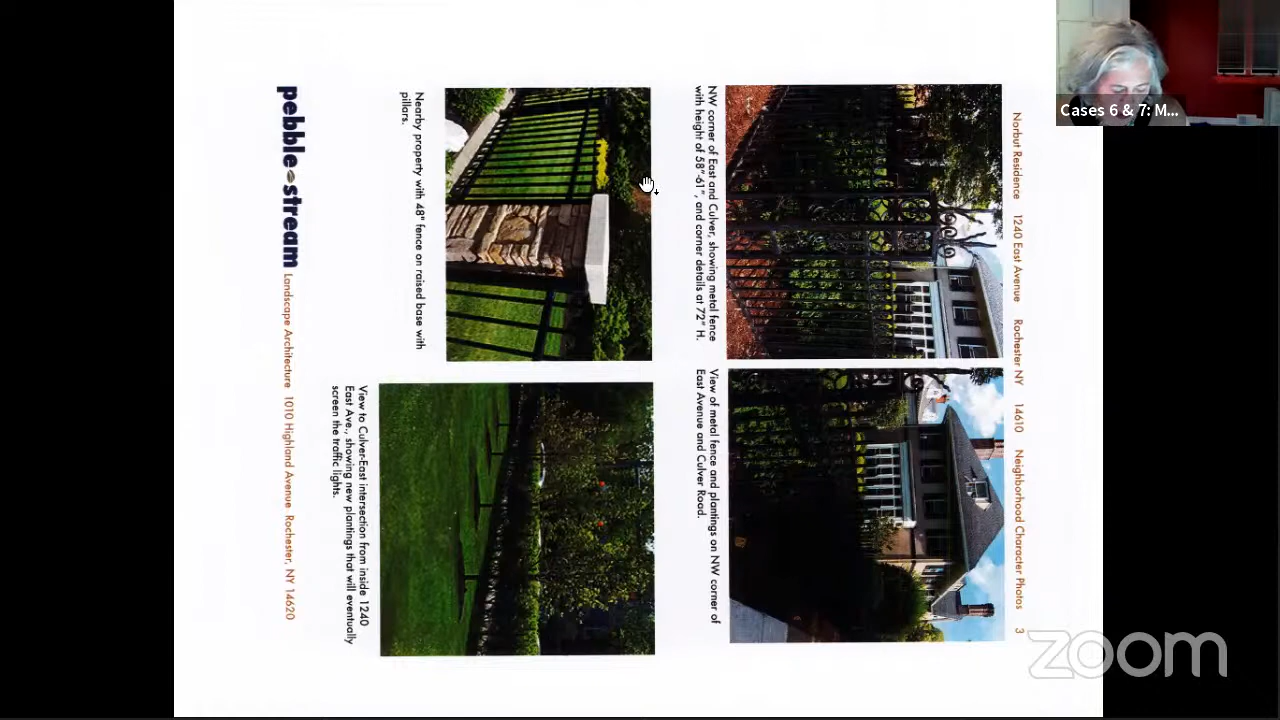 Norbut Residence 1240 East Avenue Rochester NY 14610 Neighborhood Character Photos 3
NW corner of East and Culver, showing metal fence
with height of 58"-61", and corner details at 72" H.
View of metal fence and plantings on NW corner of
East Avenue and Culver Road.
Nearby property with 48" fence on raised base with
pillars.
View to Culver-East intersection from inside 1240
East Ave., showing new plantings that will eventually
screen the traffic lights.
pebble stream Landscape Architecture 1010 Highland Avenue Rochester, NY 14620
Cases 6 & 7: M...
zoom